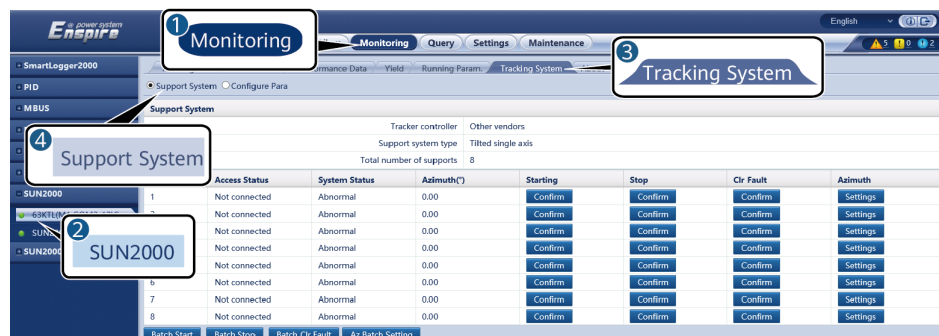 @ power system
Enspire
English
1
Monitoring
Monitoring
Query
Settings
Maintenance
5
0
2
3
Tracking System
SmartLogger2000
PID
MBUS
Performance Data
Yield
Running Param.
Tracking System
Support System
Configure Para
Support System
Tracker controller Other vendors
Support system type Tilted single axis
Total number of supports 8
4
Support System
Access Status System Status Azimuth(°) Starting Stop Clr Fault Azimuth
SUN2000
1 Not connected Abnormal 0.00 Confirm Confirm Confirm Settings
Not connected Abnormal 0.00 Confirm Confirm Confirm Settings
Not connected Abnormal 0.00 Confirm Confirm Confirm Settings
Not connected Abnormal 0.00 Confirm Confirm Confirm Settings
Not connected Abnormal 0.00 Confirm Confirm Confirm Settings
6 Not connected Abnormal 0.00 Confirm Confirm Confirm Settings
7 Not connected Abnormal 0.00 Confirm Confirm Confirm Settings
8 Not connected Abnormal 0.00 Confirm Confirm Confirm Settings
2
SUN2000
SUN2000
Batch Start Batch Stop Batch Clr Fault Az Batch Setting